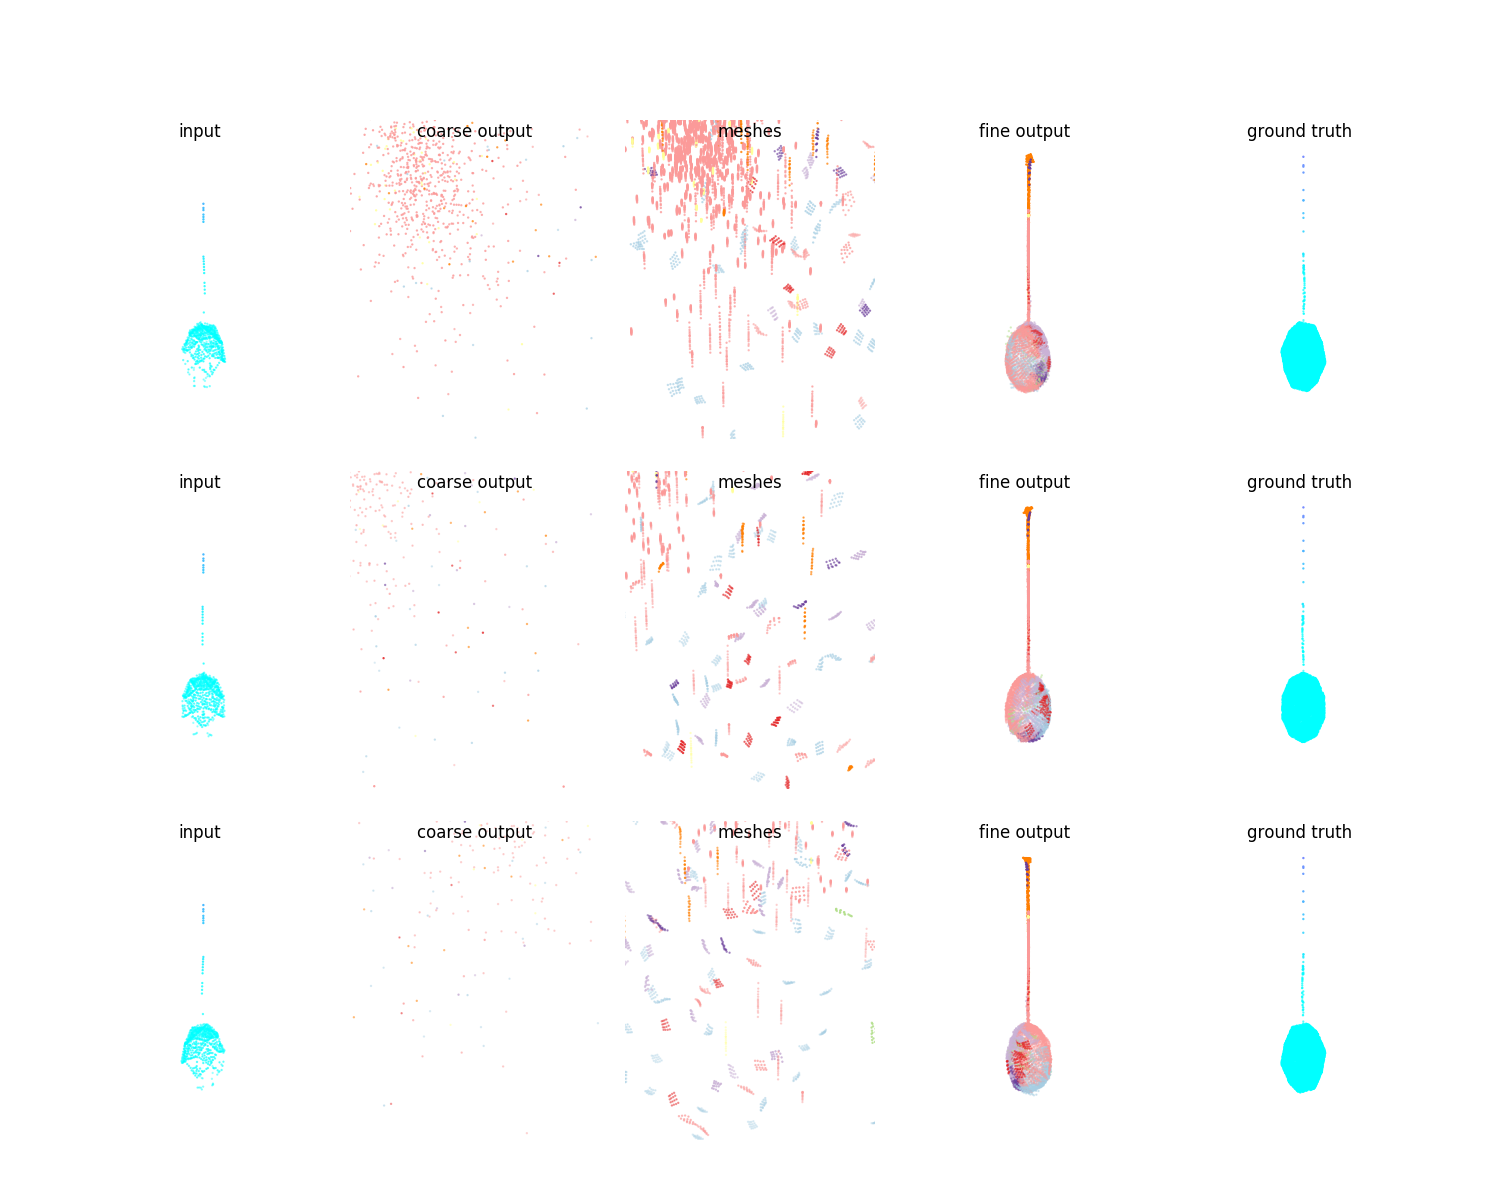 input
coarse output
meshes
fine output
ground truth
input
coarse output
meshes
fine output
ground truth
input
coarse output
meshes
fine output
ground truth